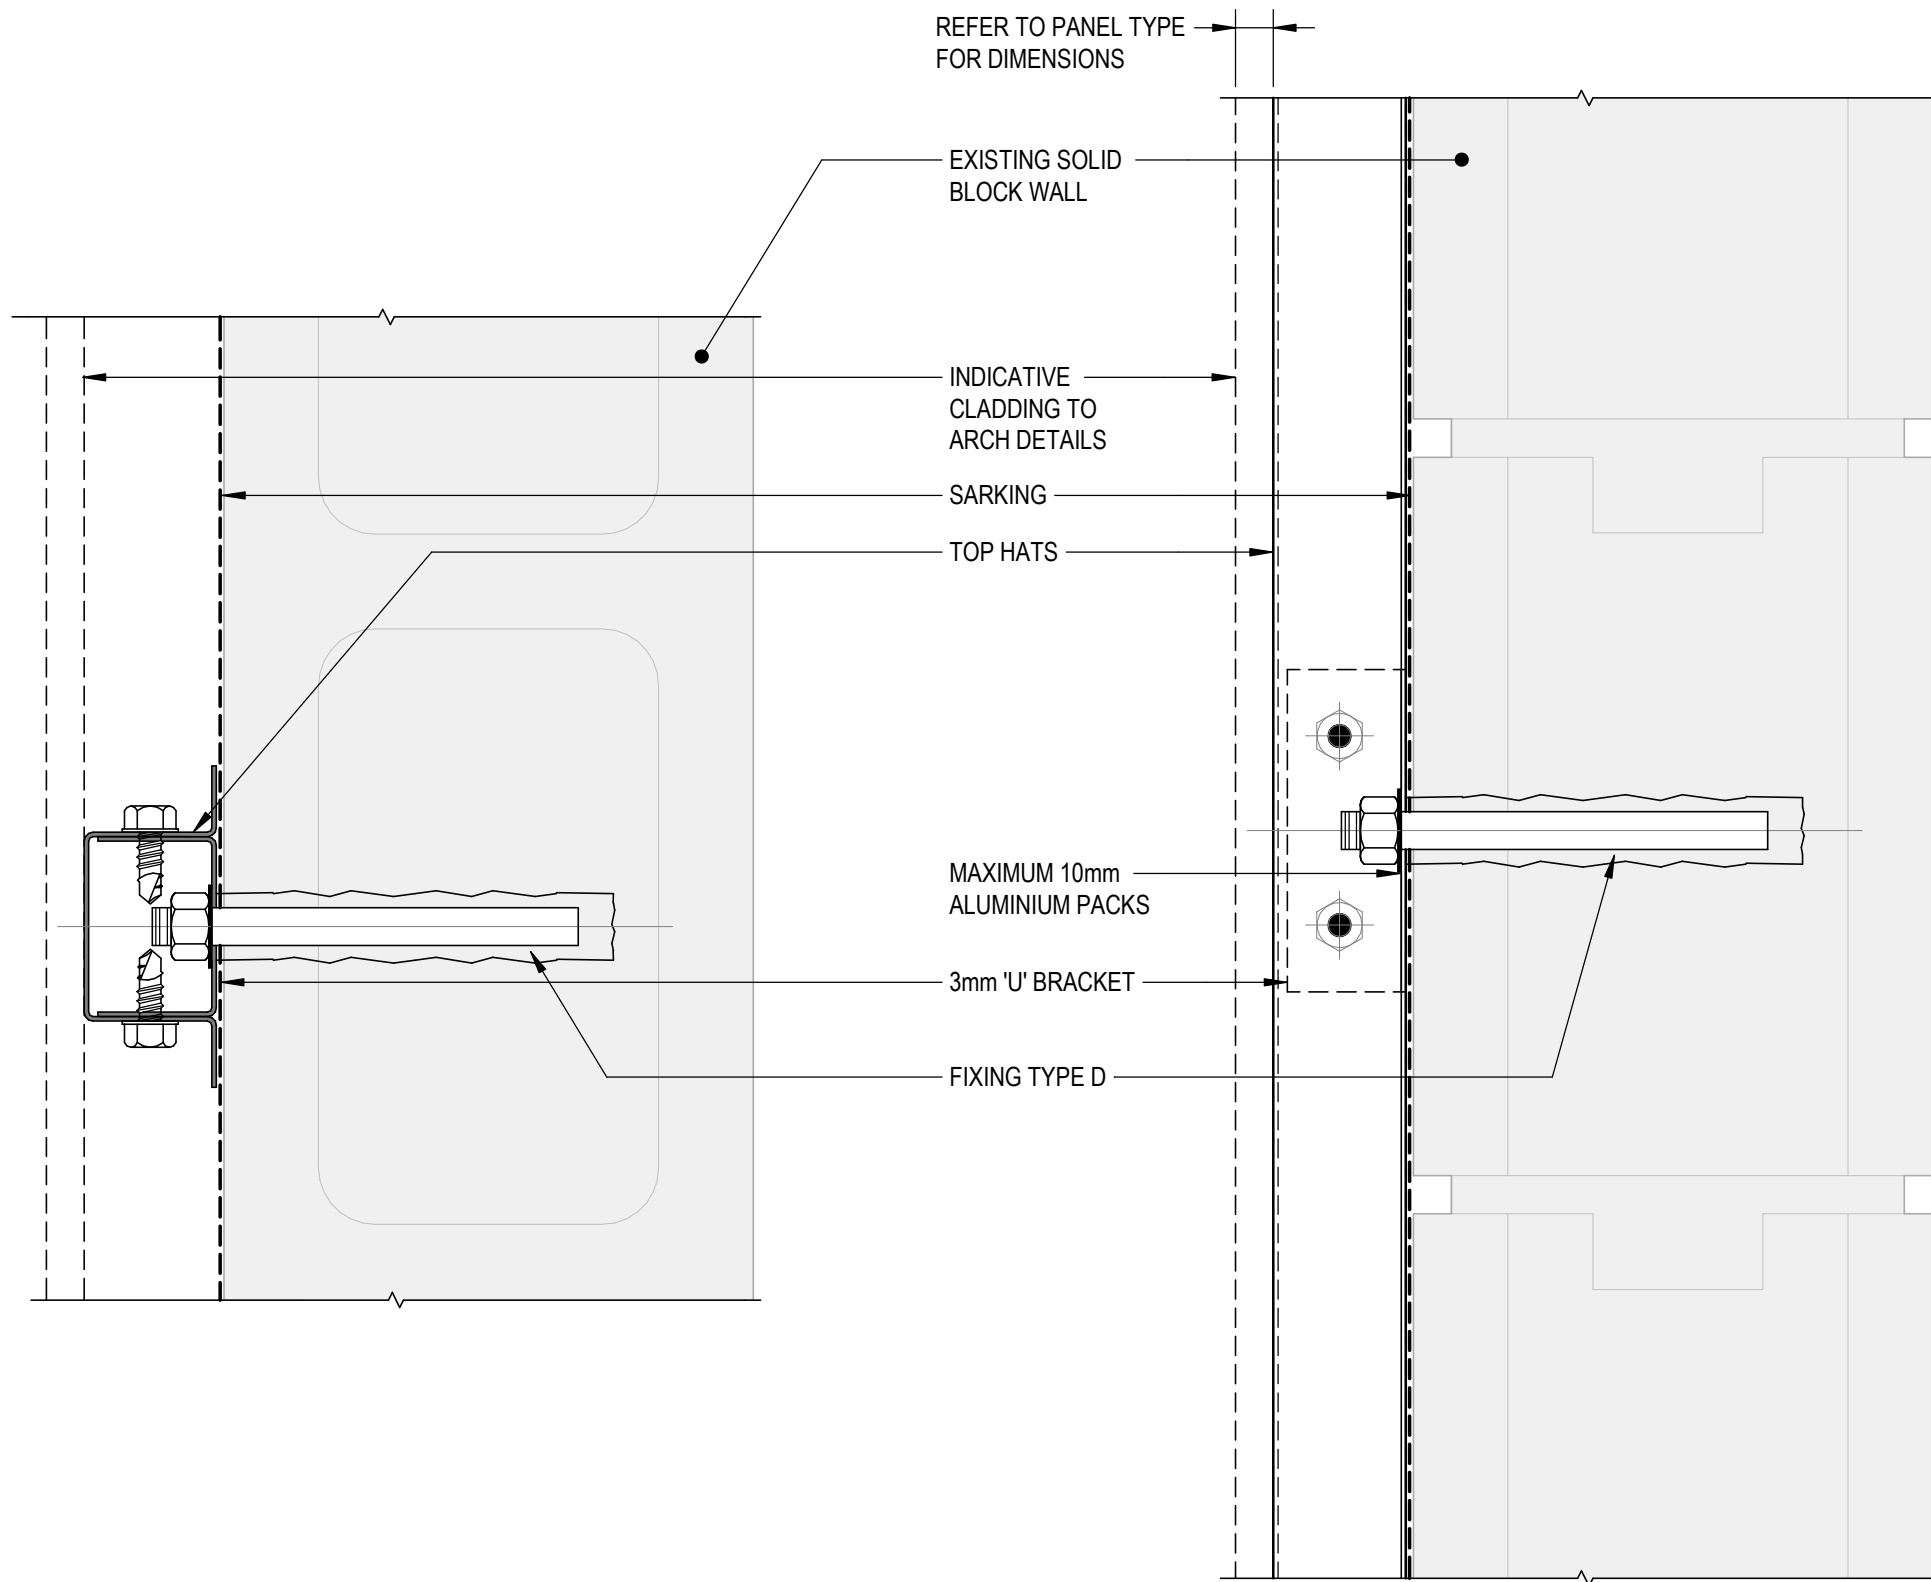 REFER TO PANEL TYPE
FOR DIMENSIONS
EXISTING SOLID
BLOCK WALL
INDICATIVE
CLADDING TO
ARCH DETAILS
SARKING
TOP HATS
MAXIMUM 10mm
ALUMINIUM PACKS
3mm 'U' BRACKET
FIXING TYPE D